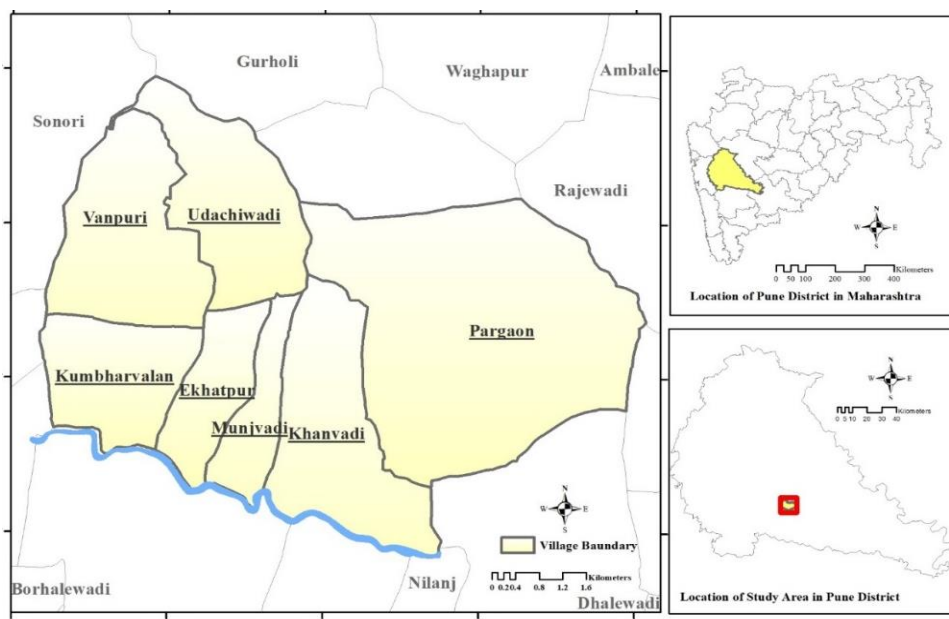 Gurholi
Waghapur
Ambale
Sonori
Rajewadi
Vanpuri
Udachiwadi
Pargaon
Kumbharvalan
Ekhatpur
Munjvadi
Khanvadi
N
W E
S
Village Baundary
Kilometers
0 0.20.4 0.8 1.2 1.6
Borhalewadi
Nilanj
Dhalewadi
N
W E
S
Kilometers
0 50 100 200 300 400
Location of Pune District in Maharashtra
N
W E
S
Kiometers
0 5 10 20 30 40
Location of Study Area in Pune District